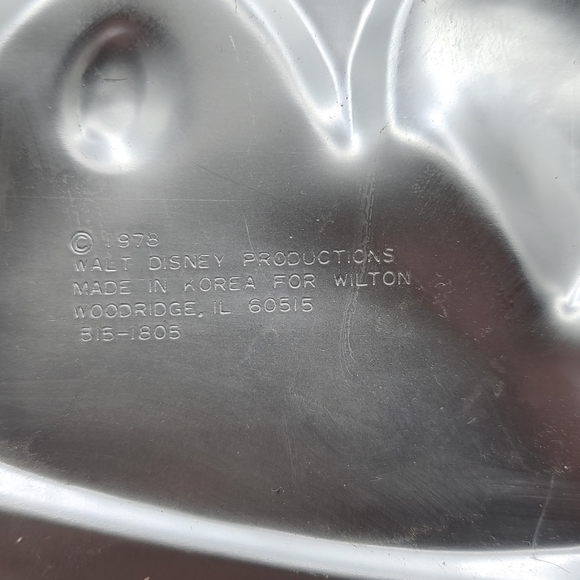 © 1978
WALT DISNEY PRODUCTIONS
MADE IN KOREA FOR WILTON
WOODRIDGE, IL 60515
515-1805